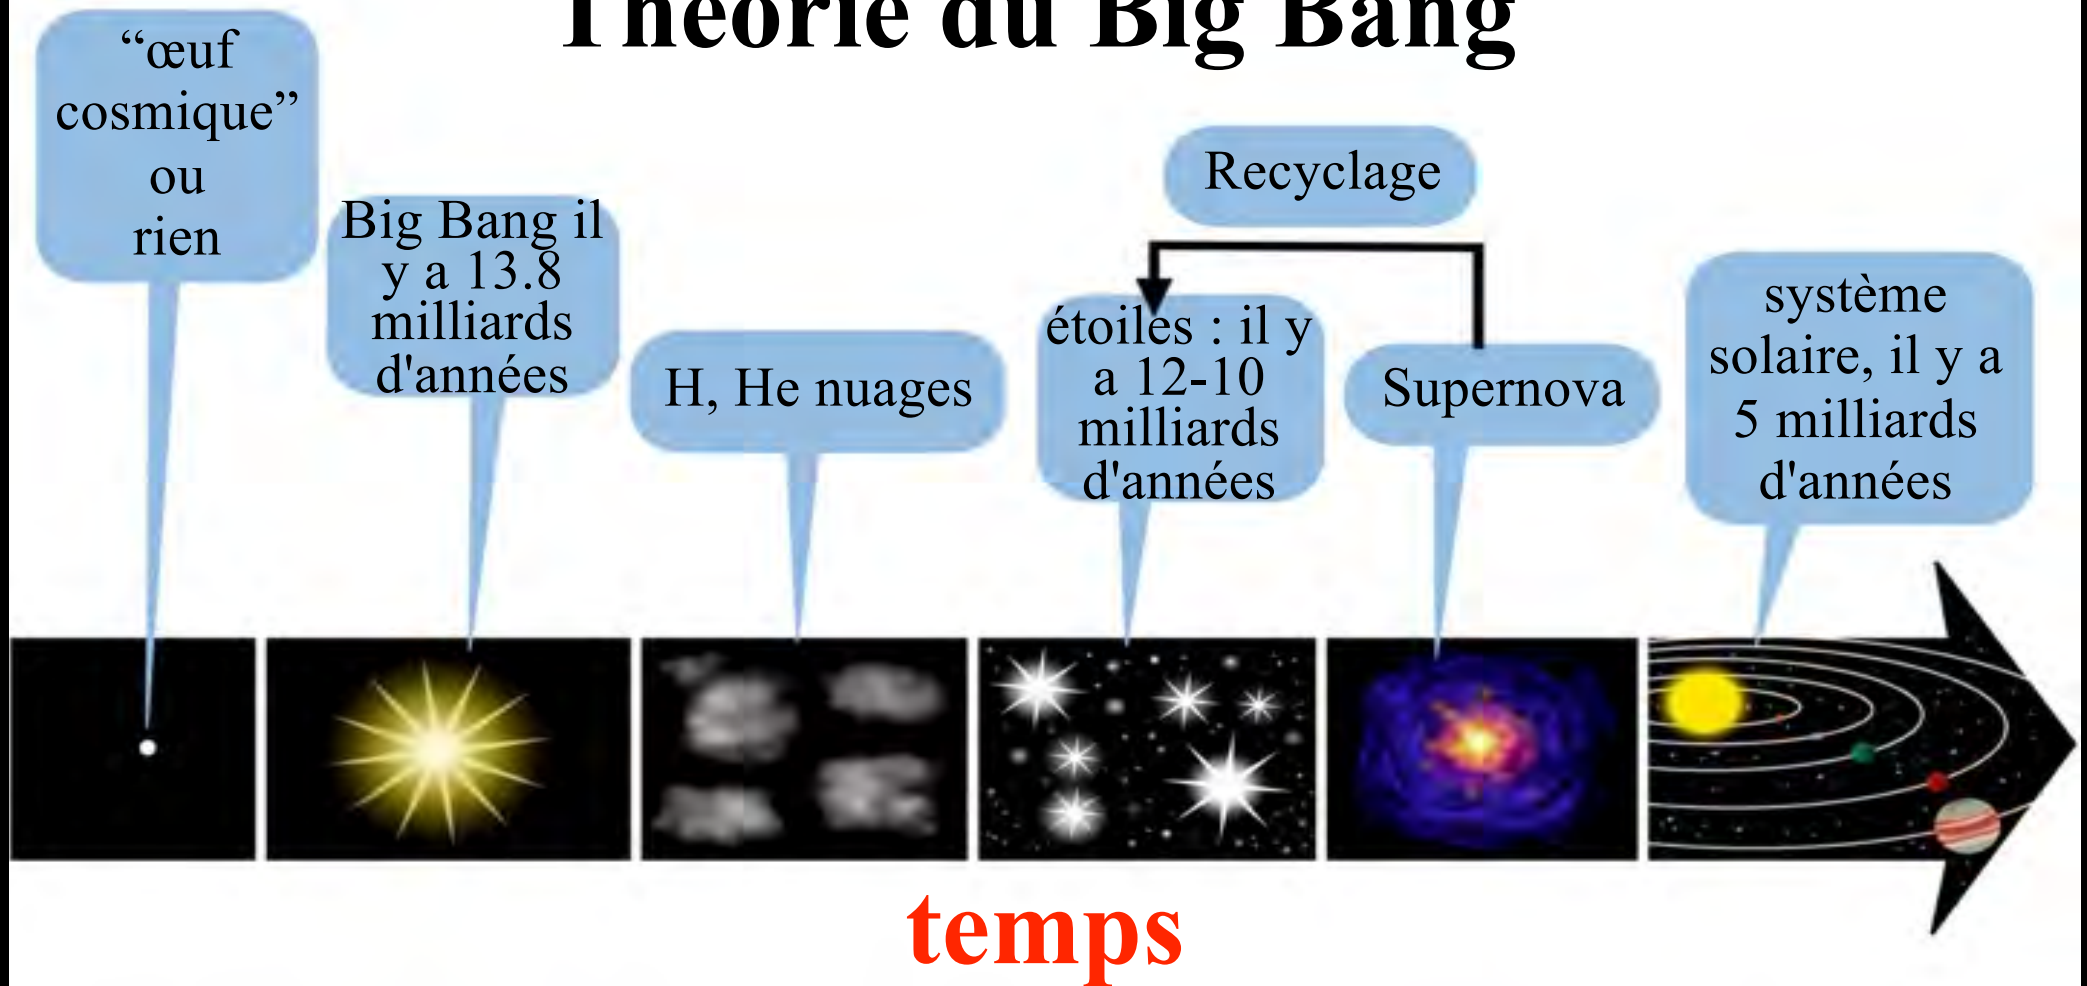 Théorie du Big Bang
“œuf
cosmique”
ou
rien
Big Bang il
y a 13.8
milliards
d'années
H, He nuages
Recyclage
étoiles : il y
a 12-10
milliards
d'années
Supernova
système
solaire, il y a
5 milliards
d'années
temps